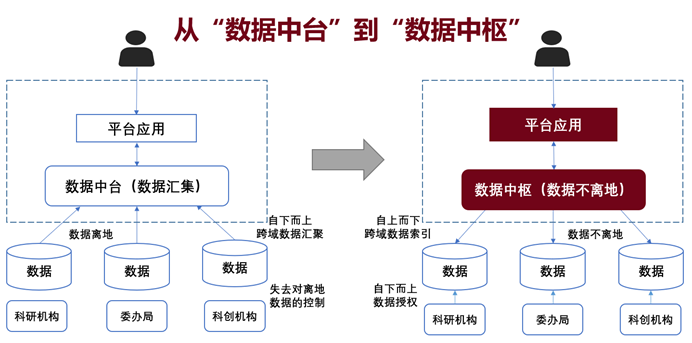 从“数据中台”到“数据中枢”
平台应用
数据中台（数据汇集）
数据离地
自下而上
跨域数据汇聚
数据
数据
数据
失去对离地
数据的控制
科研机构
委办局
科创机构
平台应用
数据中枢（数据不离地）
自上而下
跨域数据索引
数据不离地
数据
数据
数据
自下而上
数据授权
科研机构
委办局
科创机构